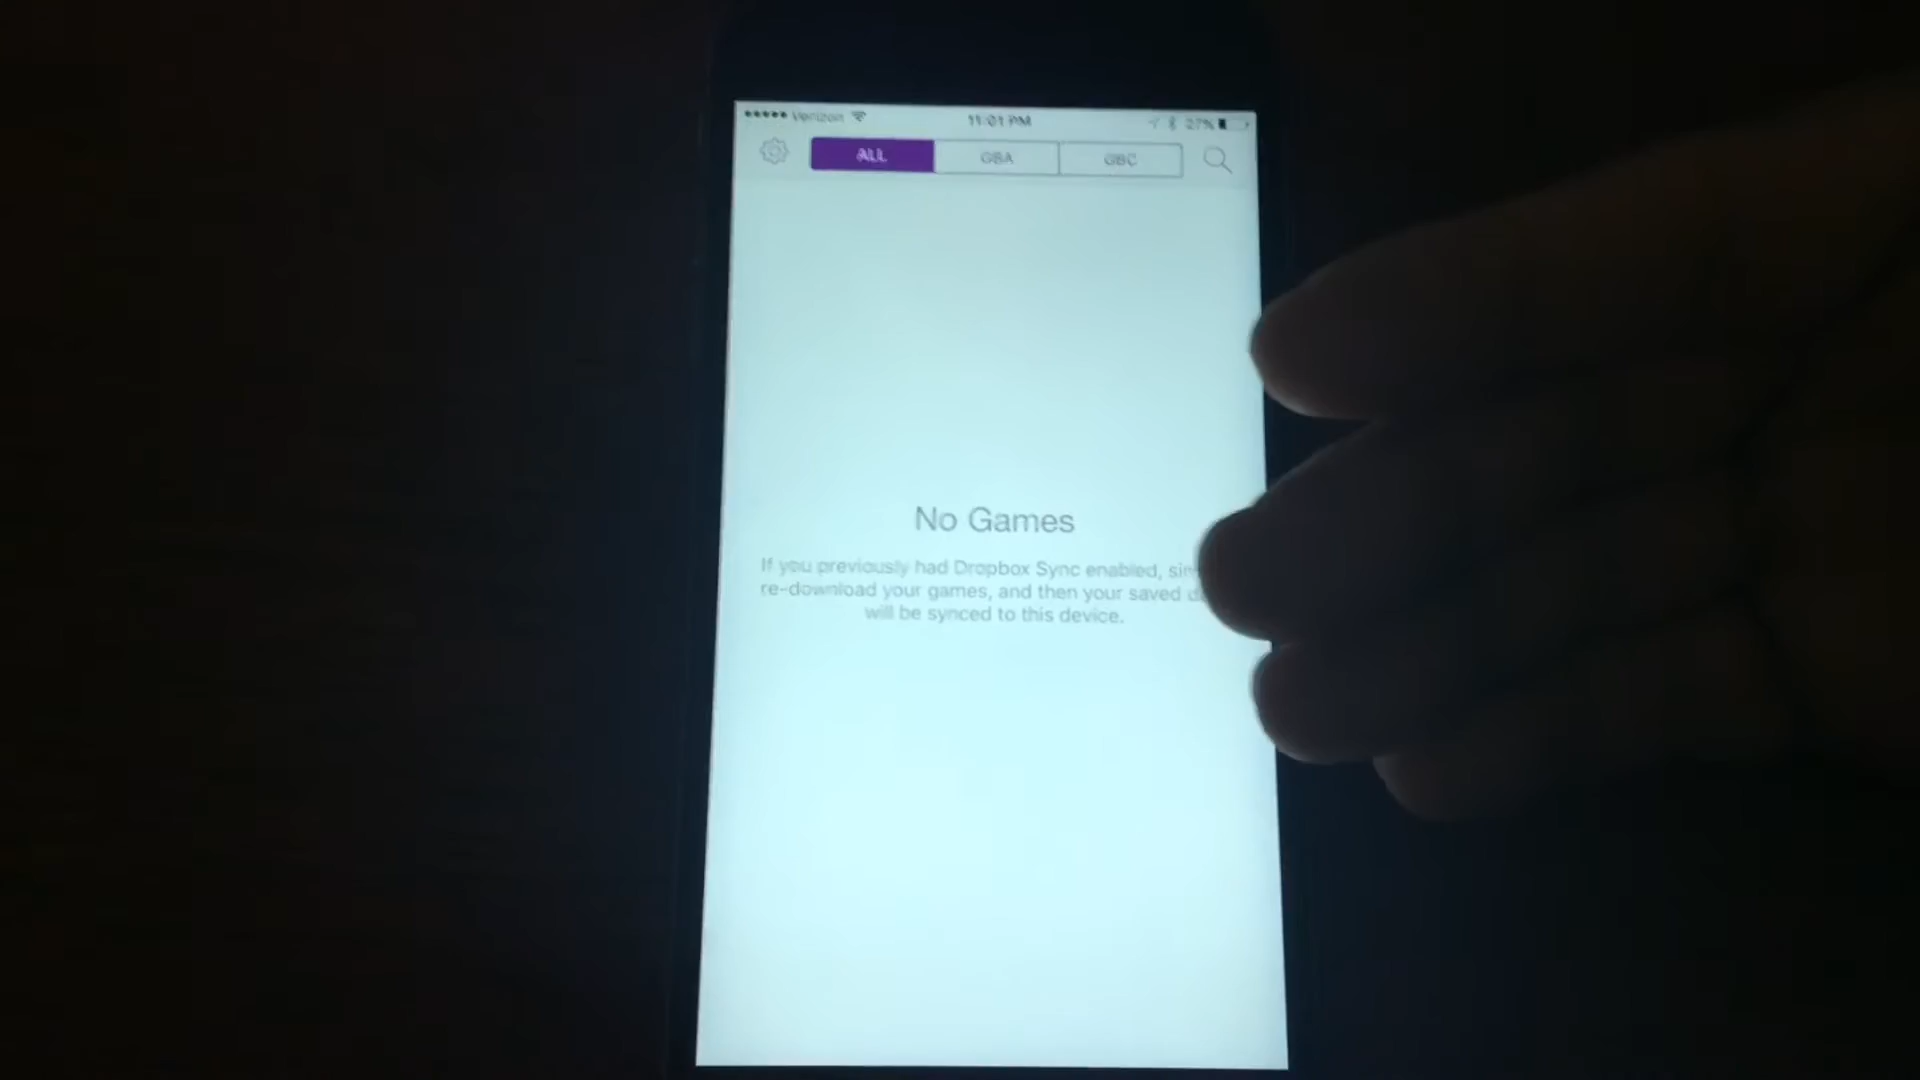 Verizon 11:01 PM 27%
ALL GBA GBC
No Games
If you previously had Dropbox Sync enabled,
re-download your games, and then your saved
will be synced to this device.